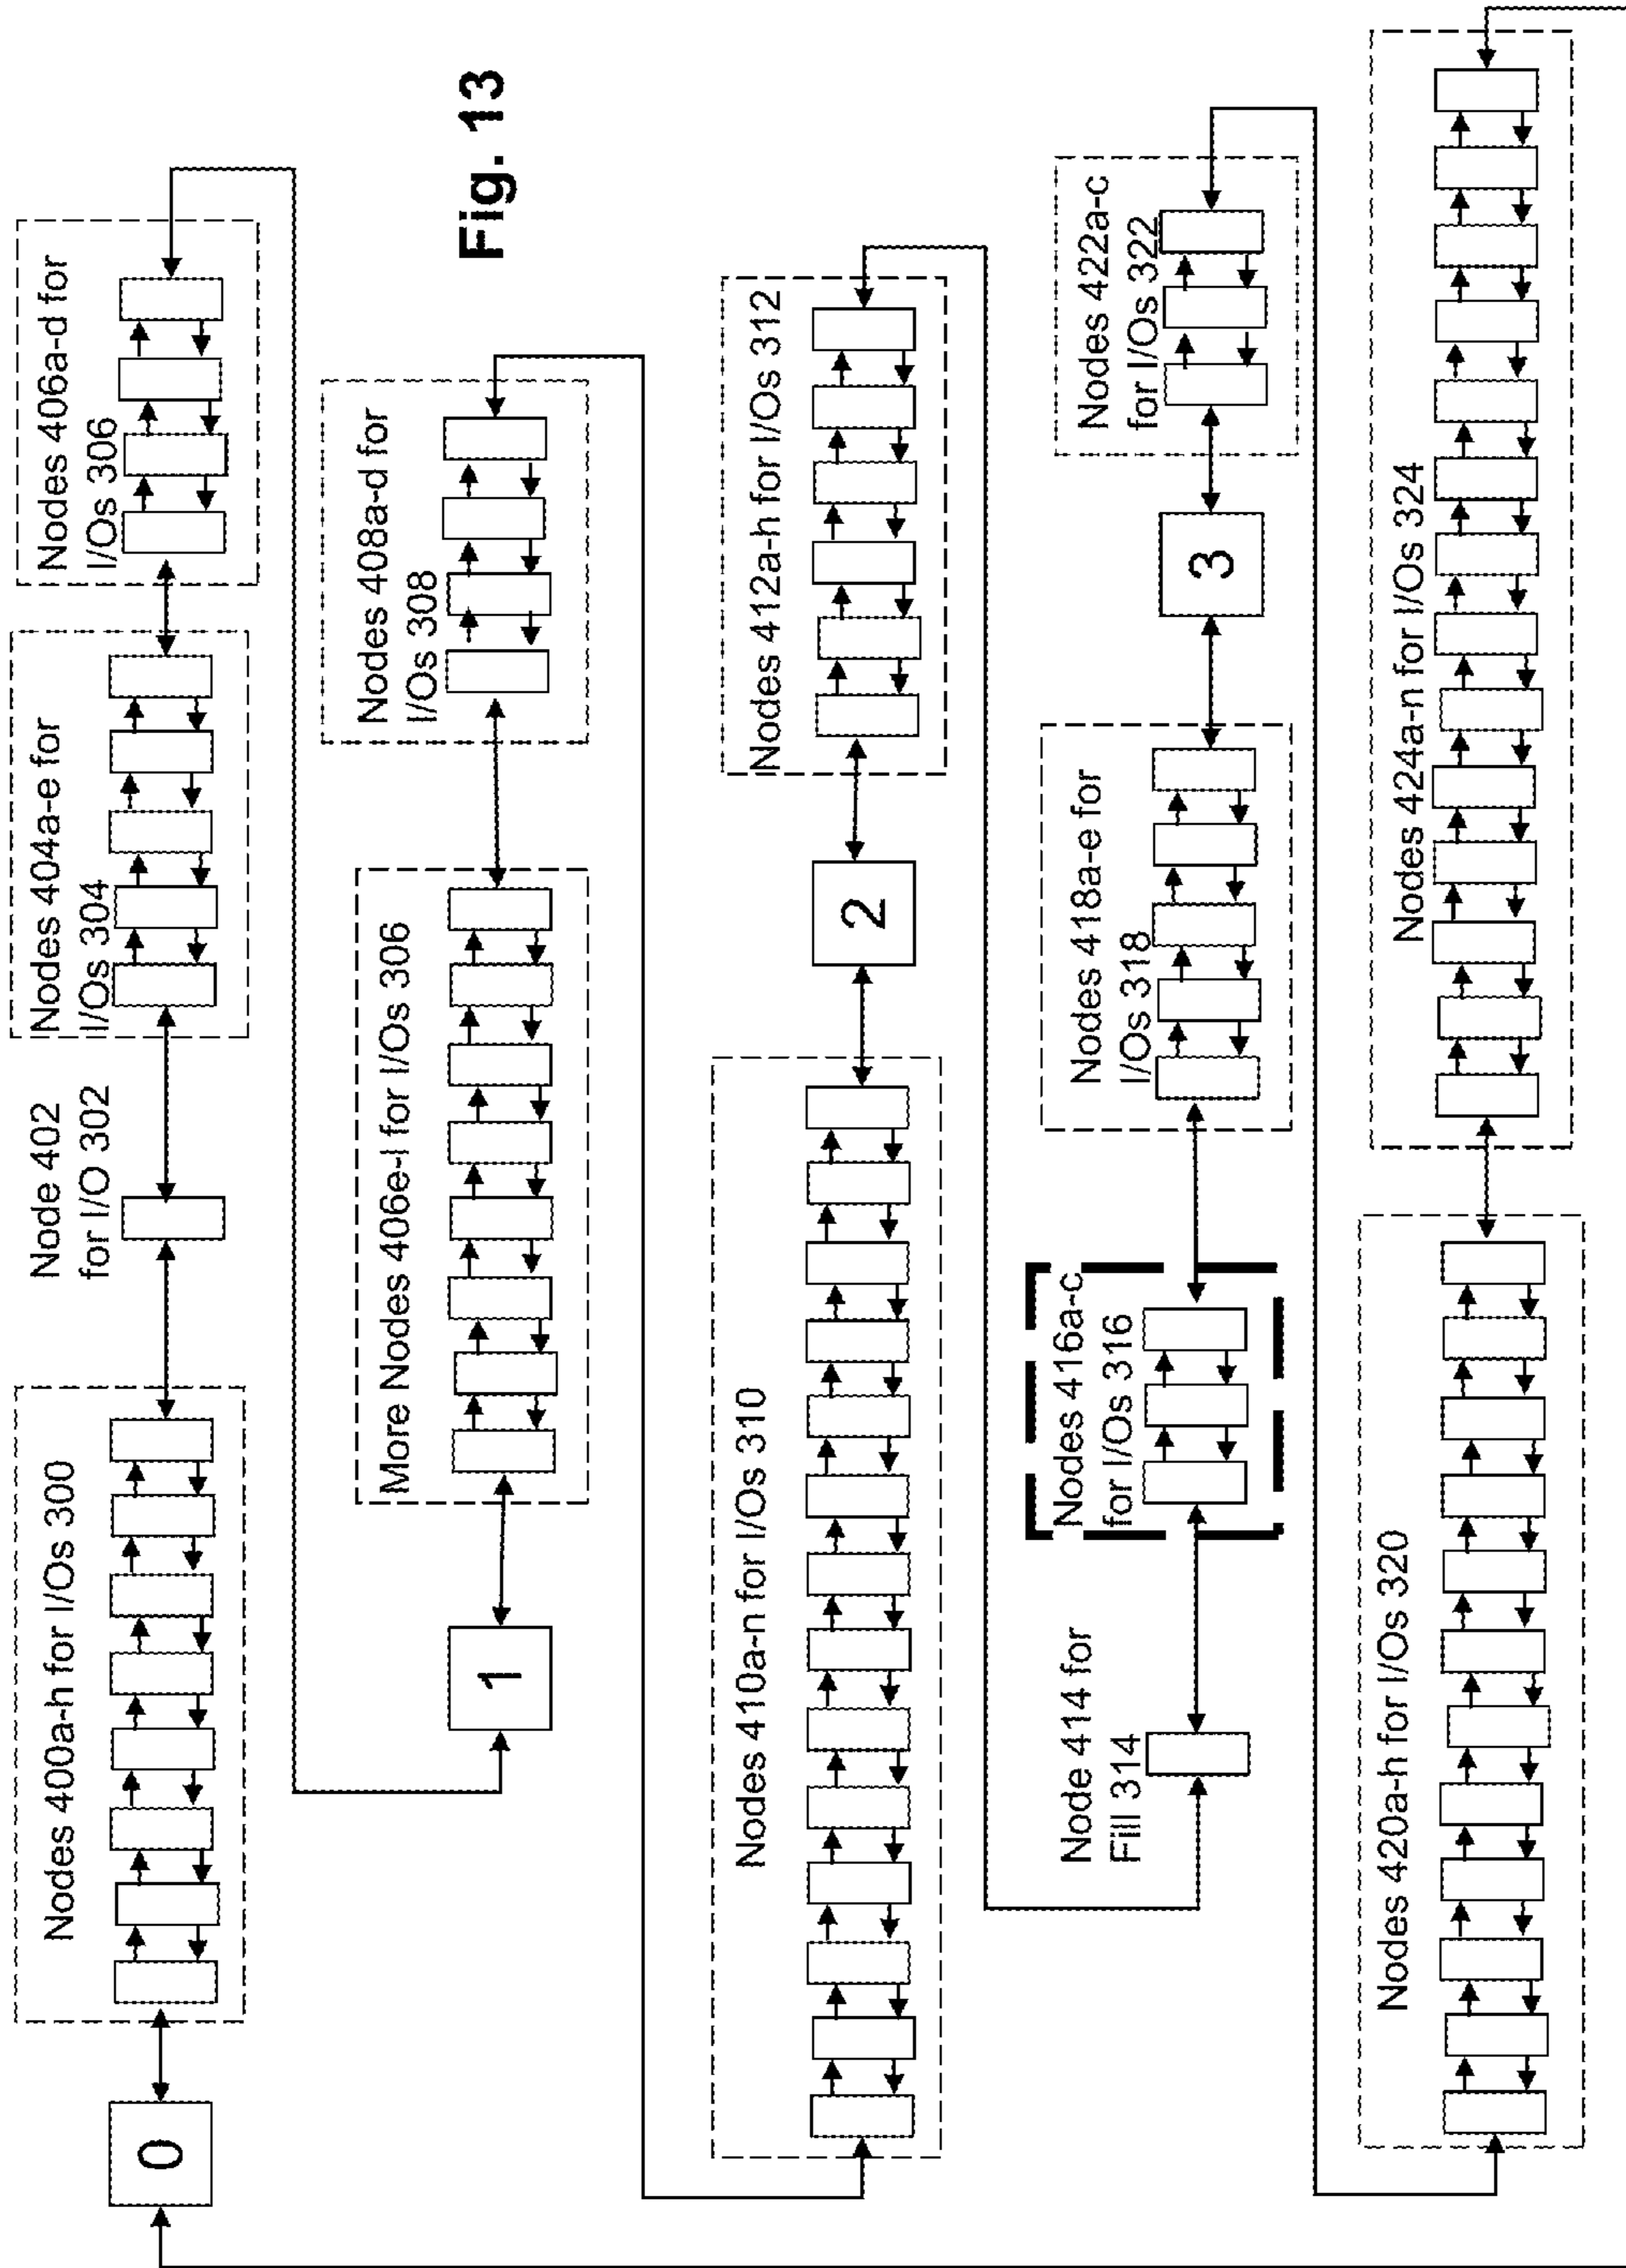 0
Nodes 400a-h for I/Os 300
Node 402
for I/O 302
Nodes 404a-e for
I/Os 304
Nodes 406a-d for
I/Os 306
1
More Nodes 406e-l for I/Os 306
Nodes 408a-d for
I/Os 308
Fig. 13
Nodes 410a-n for I/Os 310
2
Nodes 412a-h for I/Os 312
Node 414 for
Fill 314
Nodes 416a-c
for I/Os 316
Nodes 418a-e for
I/Os 318
3
Nodes 422a-c
for I/Os 322
Nodes 420a-h for I/Os 320
Nodes 424a-n for I/Os 324